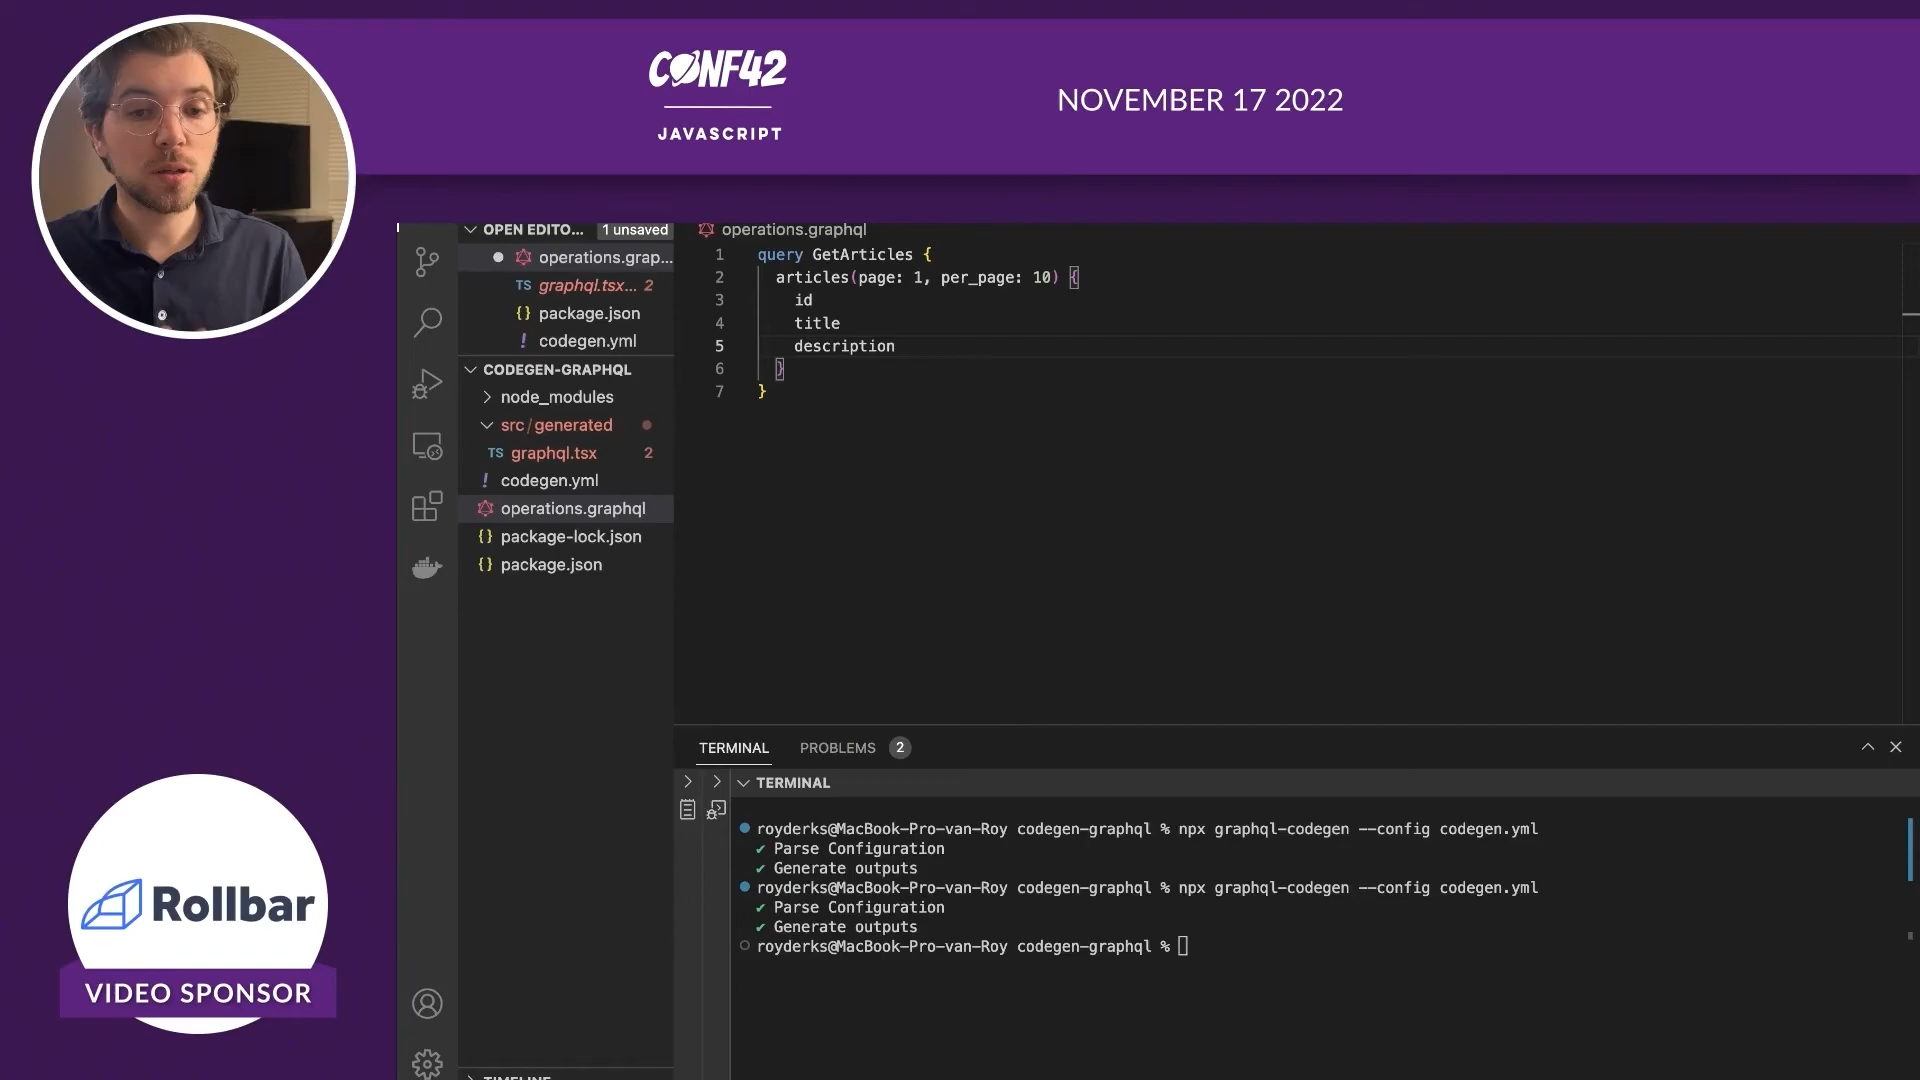 CONF42
JAVASCRIPT
NOVEMBER 17 2022
OPEN EDITO... 1 unsaved
operations.grap...
TS graphql.tsx... 2
{} package.json
! codegen.yml
CODEGEN-GRAPHQL
node_modules
src/generated
TS graphql.tsx 2
! codegen.yml
operations.graphql
{} package-lock.json
{} package.json
TIMELINE
operations.graphql
1 query GetArticles {
2 articles(page: 1, per_page: 10) {
3 id
4 title
5 description
6 }
7 }
TERMINAL PROBLEMS 2
TERMINAL
royderks@MacBook-Pro-van-Roy codegen-graphql % npx graphql-codegen --config codegen.yml
✔ Parse Configuration
✔ Generate outputs
royderks@MacBook-Pro-van-Roy codegen-graphql % npx graphql-codegen --config codegen.yml
✔ Parse Configuration
✔ Generate outputs
royderks@MacBook-Pro-van-Roy codegen-graphql %
Rollbar
VIDEO SPONSOR